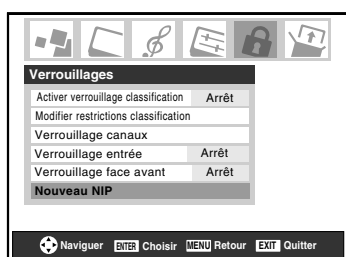 Verrouillages
Activer verrouillage classification Arrêt
Modifier restrictions classification
Verrouillage canaux
Verrouillage entrée Arrêt
Verrouillage face avant Arrêt
Nouveau NIP
Naviguer ENTER Choisir MENU Retour EXIT Quitter